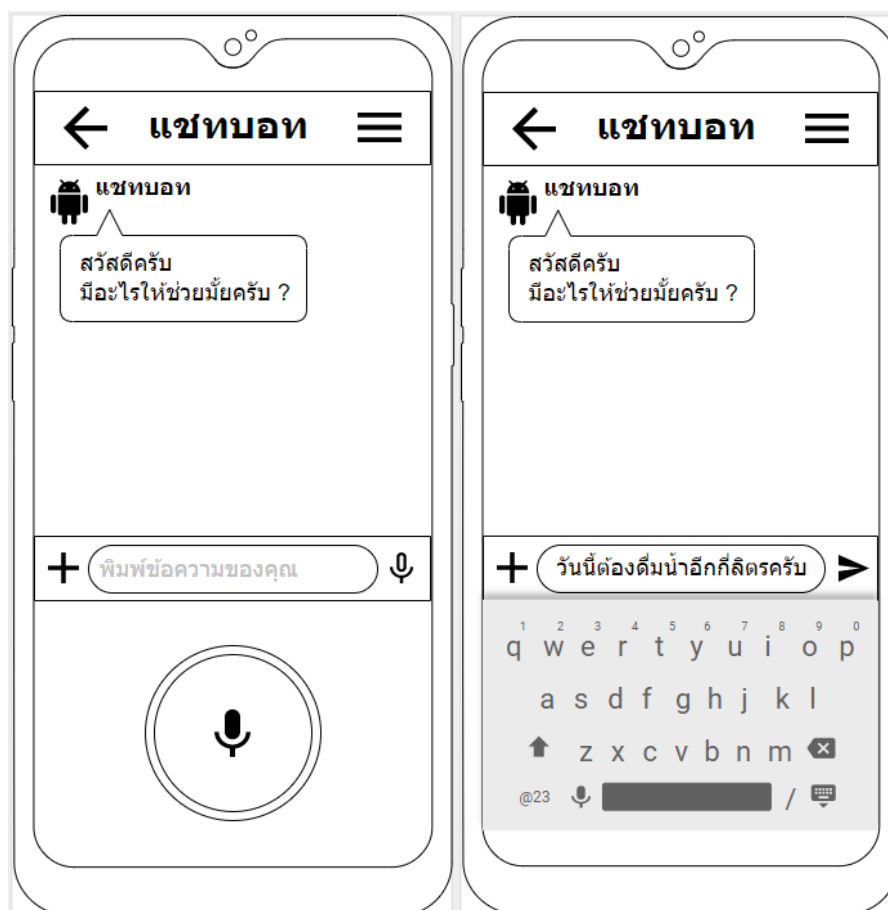 แชทบอท
แชทบอท
สวัสดีครับ
มีอะไรให้ช่วยมั้ยครับ ?
พิมพ์ข้อความของคุณ
แชทบอท
แชทบอท
สวัสดีครับ
มีอะไรให้ช่วยมั้ยครับ ?
วันนี้ต้องดื่มน้ำอีกกี่ลิตรครับ
1 2 3 4 5 6 7 8 9 0
q w e r t y u i o p
a s d f g h j k l
z x c v b n m
@23 /